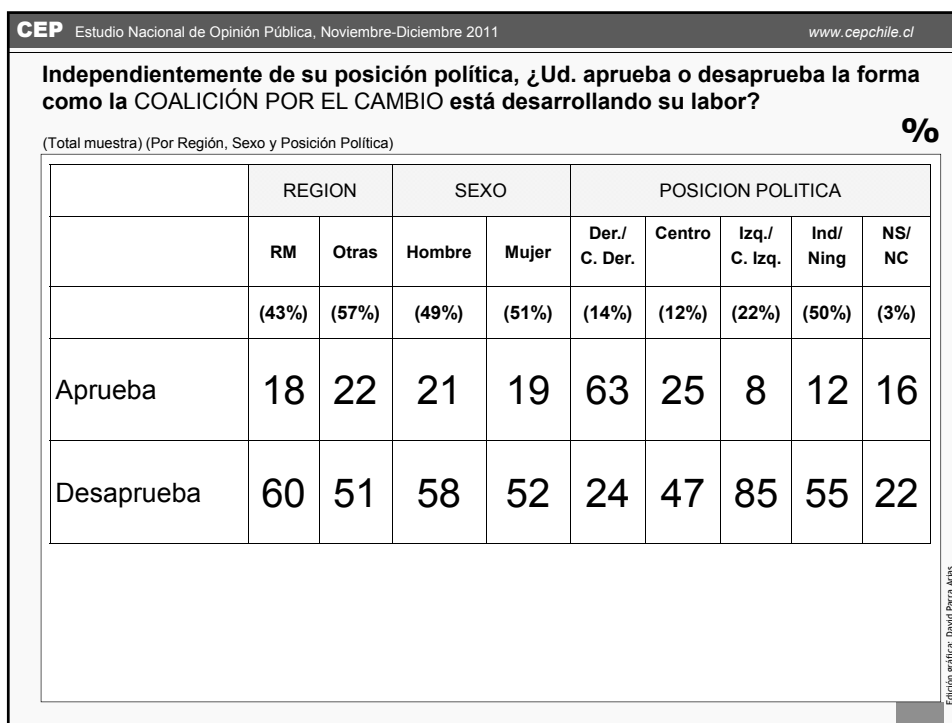 CEP Estudio Nacional de Opinión Pública, Noviembre-Diciembre 2011 www.cepchile.cl
Independientemente de su posición política, ¿Ud. aprueba o desaprueba la forma
como la COALICIÓN POR EL CAMBIO está desarrollando su labor?
(Total muestra) (Por Región, Sexo y Posición Política) %
REGION SEXO POSICION POLITICA
RM Otras Hombre Mujer Der./ C. Der. Centro Izq./ C. Izq. Ind/ Ning NS/ NC
(43%) (57%) (49%) (51%) (14%) (12%) (22%) (50%) (3%)
Aprueba 18 22 21 19 63 25 8 12 16
Desaprueba 60 51 58 52 24 47 85 55 22
Edición gráfica: David Parra Arias